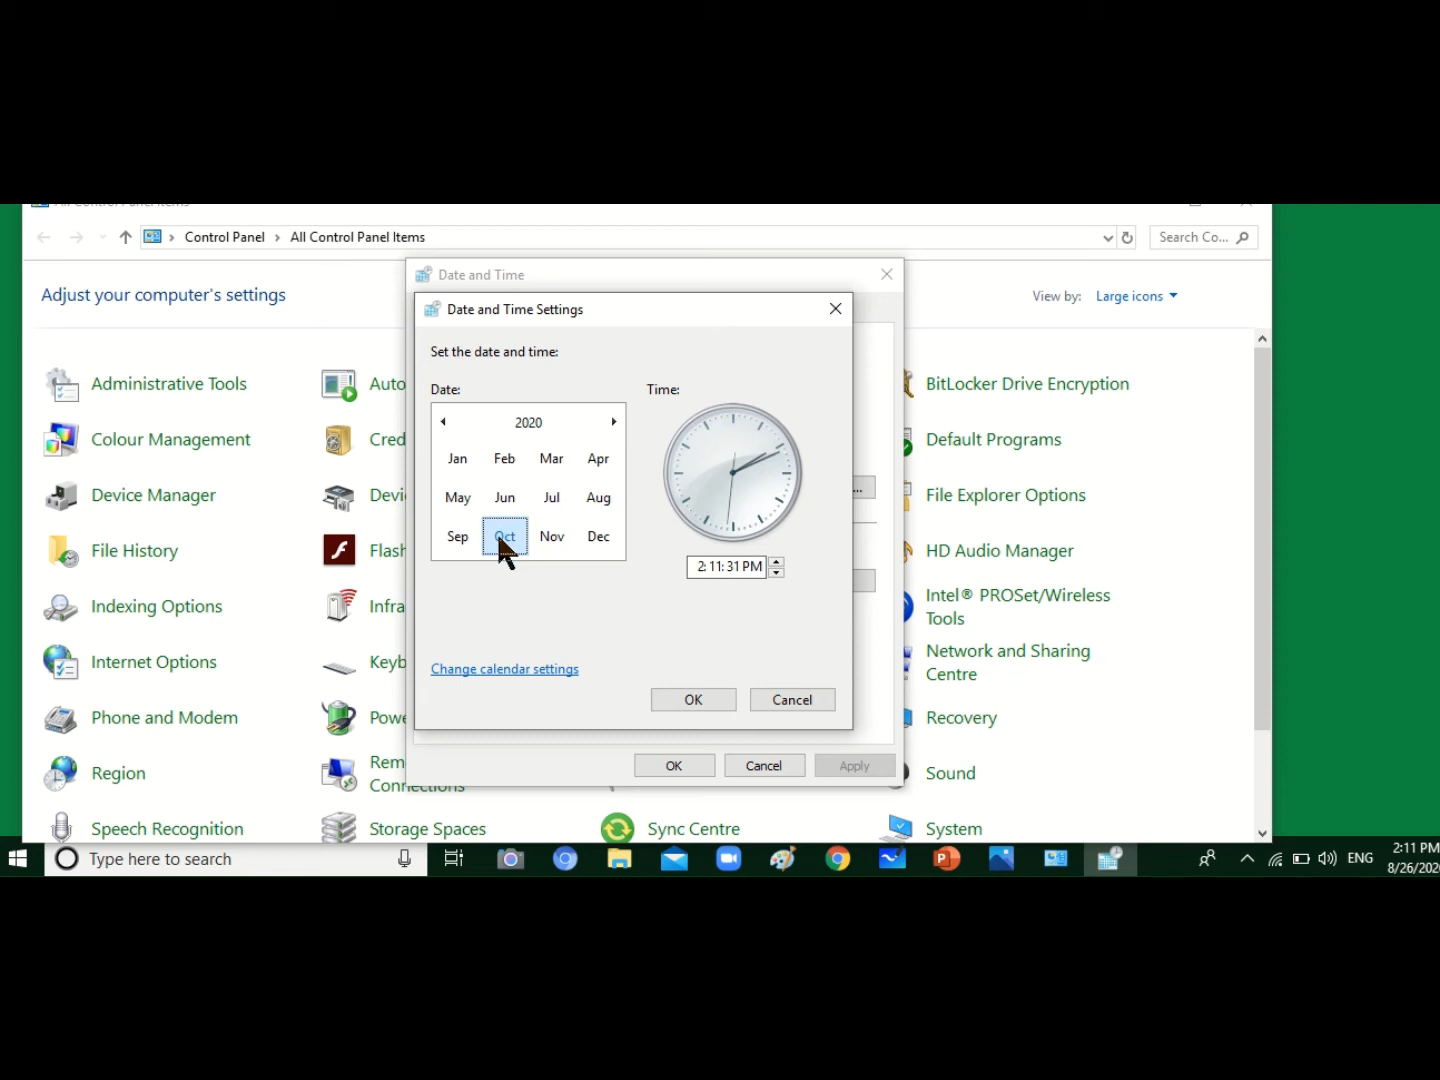 Control Panel > All Control Panel Items
Search Co...
Date and Time
Adjust your computer's settings
View by: Large icons
Date and Time Settings
Set the date and time:
Date:
Time:
2020
Jan Feb Mar Apr
May Jun Jul Aug
Sep Oct Nov Dec
2:11:31 PM
Change calendar settings
OK Cancel
OK Cancel Apply
Administrative Tools
Auto
BitLocker Drive Encryption
Colour Management
Cred
Default Programs
Device Manager
Devi
...
File Explorer Options
File History
Flash
HD Audio Manager
Indexing Options
Infra
Intel® PROSet/Wireless
Tools
Internet Options
Keyb
Network and Sharing
Centre
Phone and Modem
Powe
Recovery
Region
Rem
Connections
Sound
Speech Recognition
Storage Spaces
Sync Centre
System
Type here to search
ENG
2:11 PM
8/26/202